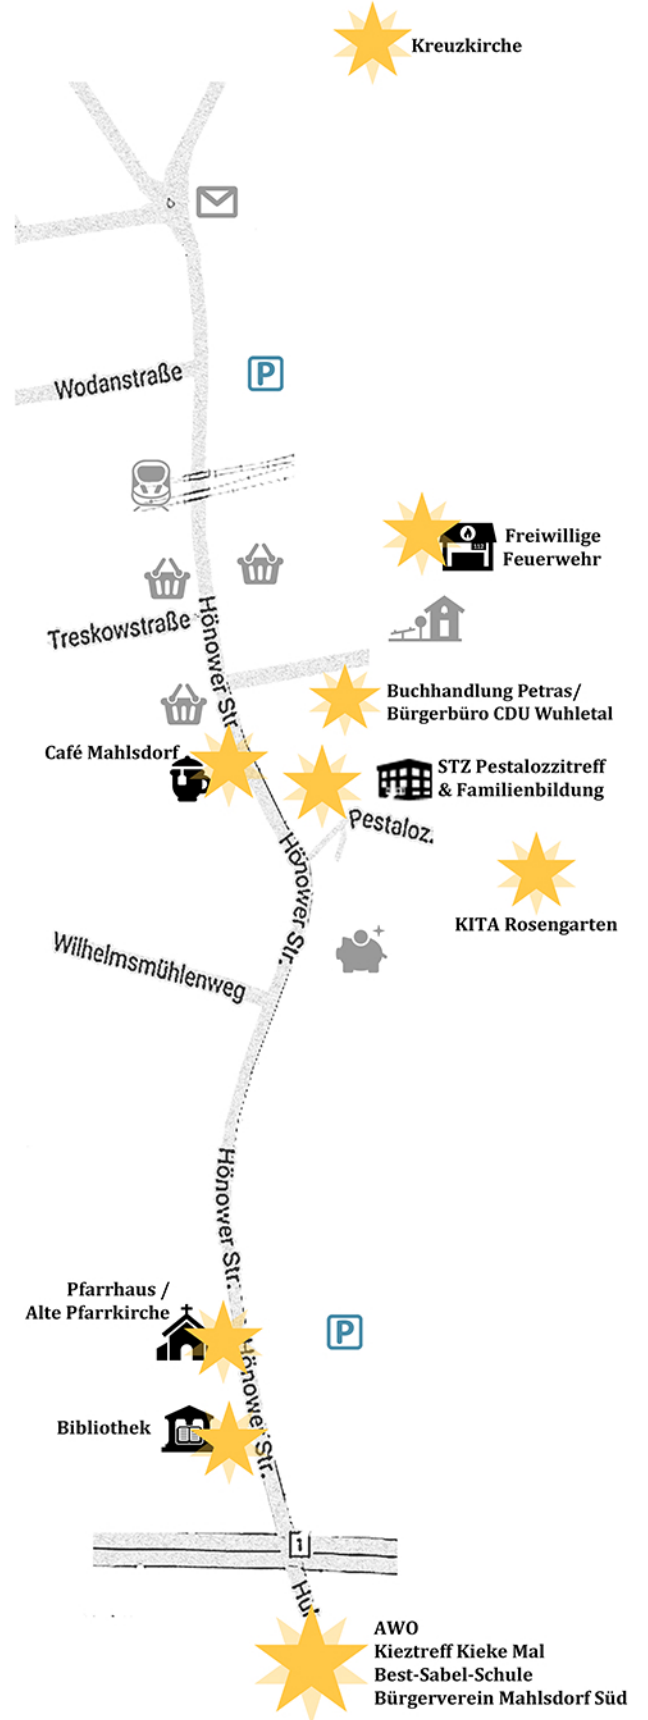 Kreuzkirche
P
Wodanstraße
Freiwillige
Feuerwehr
Treskowstraße
Hönower Str.
Buchhandlung Petras/
Bürgerbüro CDU Wuhletal
Café Mahlsdorf
STZ Pestalozzitreff
& Familienbildung
Pestaloz.
Hönower Str.
KITA Rosengarten
Wilhelmsmühlenweg
Hönower Str.
Pfarrhaus /
Alte Pfarrkirche
P
Hönower Str.
Bibliothek
1
AWO
Kieztreff Kieke Mal
Best-Sabel-Schule
Bürgerverein Mahlsdorf Süd